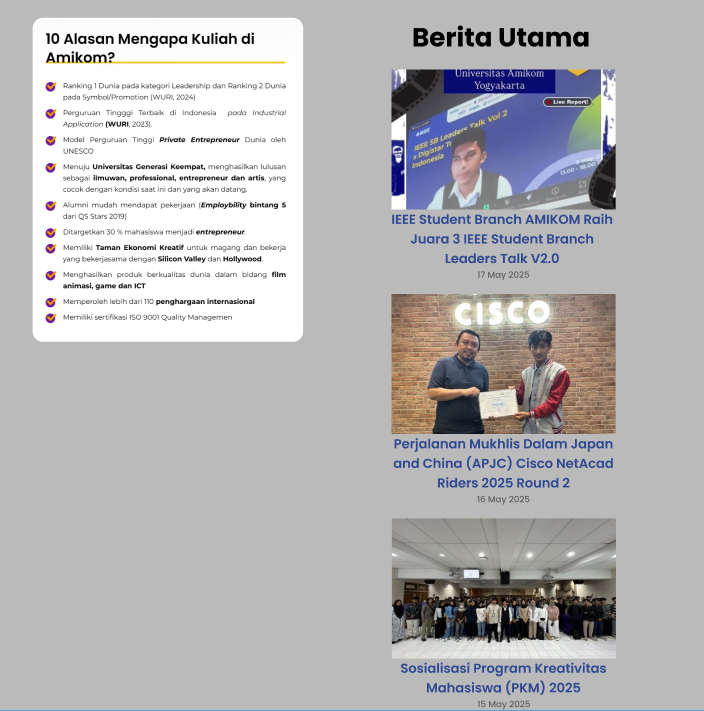 10 Alasan Mengapa Kuliah di
Amikom?
Ranking 1 Dunia pada kategori Leadership dan Ranking 2 Dunia
pada Symbol/Promotion (WURI, 2024)
Perguruan Tingggi Terbaik di Indonesia pada Industrial
Application (WURI, 2023).
Model Perguruan Tinggi Private Entrepreneur Dunia oleh
UNESCO
Menuju Universitas Generasi Keempat, menghasilkan lulusan
sebagai ilmuwan, professional, entrepreneur dan artis, yang
cocok dengan kondisi saat ini dan yang akan datang.
Alumni mudah mendapat pekerjaan (Employbility bintang 5
dari QS Stars 2019)
Ditargetkan 30 % mahasiswa menjadi entrepreneur.
Memiliki Taman Ekonomi Kreatif untuk magang dan bekerja
yang bekerjasama dengan Silicon Valley dan Hollywood.
Menghasilkan produk berkualitas dunia dalam bidang film
animasi, game dan ICT
Memperoleh lebih dari 110 penghargaan internasional
Memiliki sertifikasi ISO 9001 Quality Managemen
Berita Utama
Universitas Amikom
Yogyakarta
Live Report!
IEEE SB Leaders Talk Vol 2
x Digistar T
Indonesia
13.00 - 16.00
IEEE Student Branch AMIKOM Raih
Juara 3 IEEE Student Branch
Leaders Talk V2.0
17 May 2025
CISCO
Perjalanan Mukhlis Dalam Japan
and China (APJC) Cisco NetAcad
Riders 2025 Round 2
16 May 2025
Sosialisasi Program Kreativitas
Mahasiswa (PKM) 2025
15 May 2025